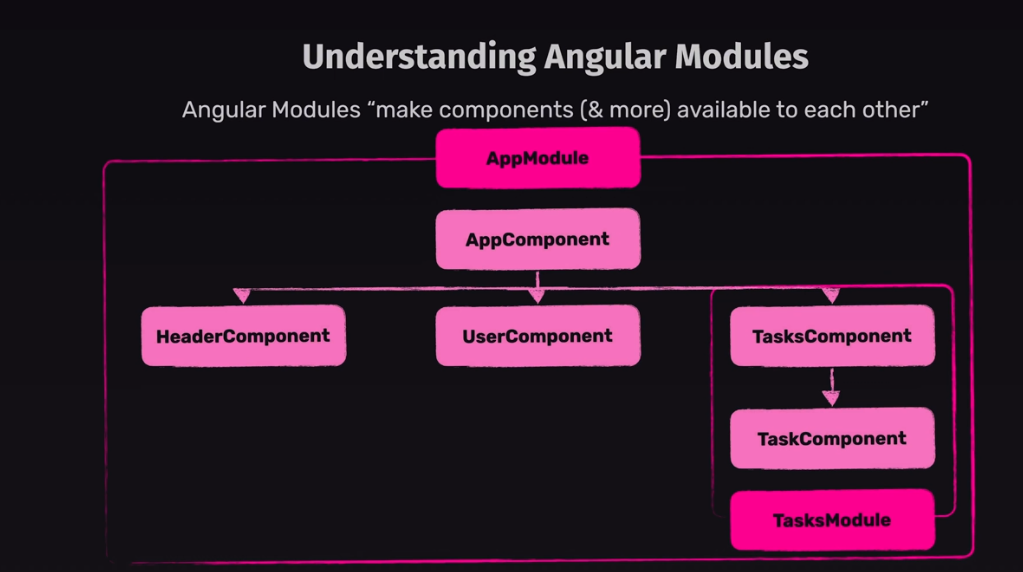 Understanding Angular Modules
Angular Modules “make components (& more) available to each other”
AppModule
AppComponent
HeaderComponent
UserComponent
TasksComponent
TaskComponent
TasksModule